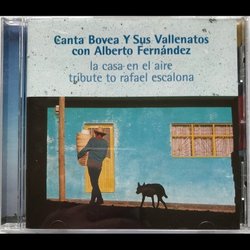 Canta Bovea Y Sus Vallenatos
con Alberto Fernández
la casa en el aire
tribute to rafael escalona